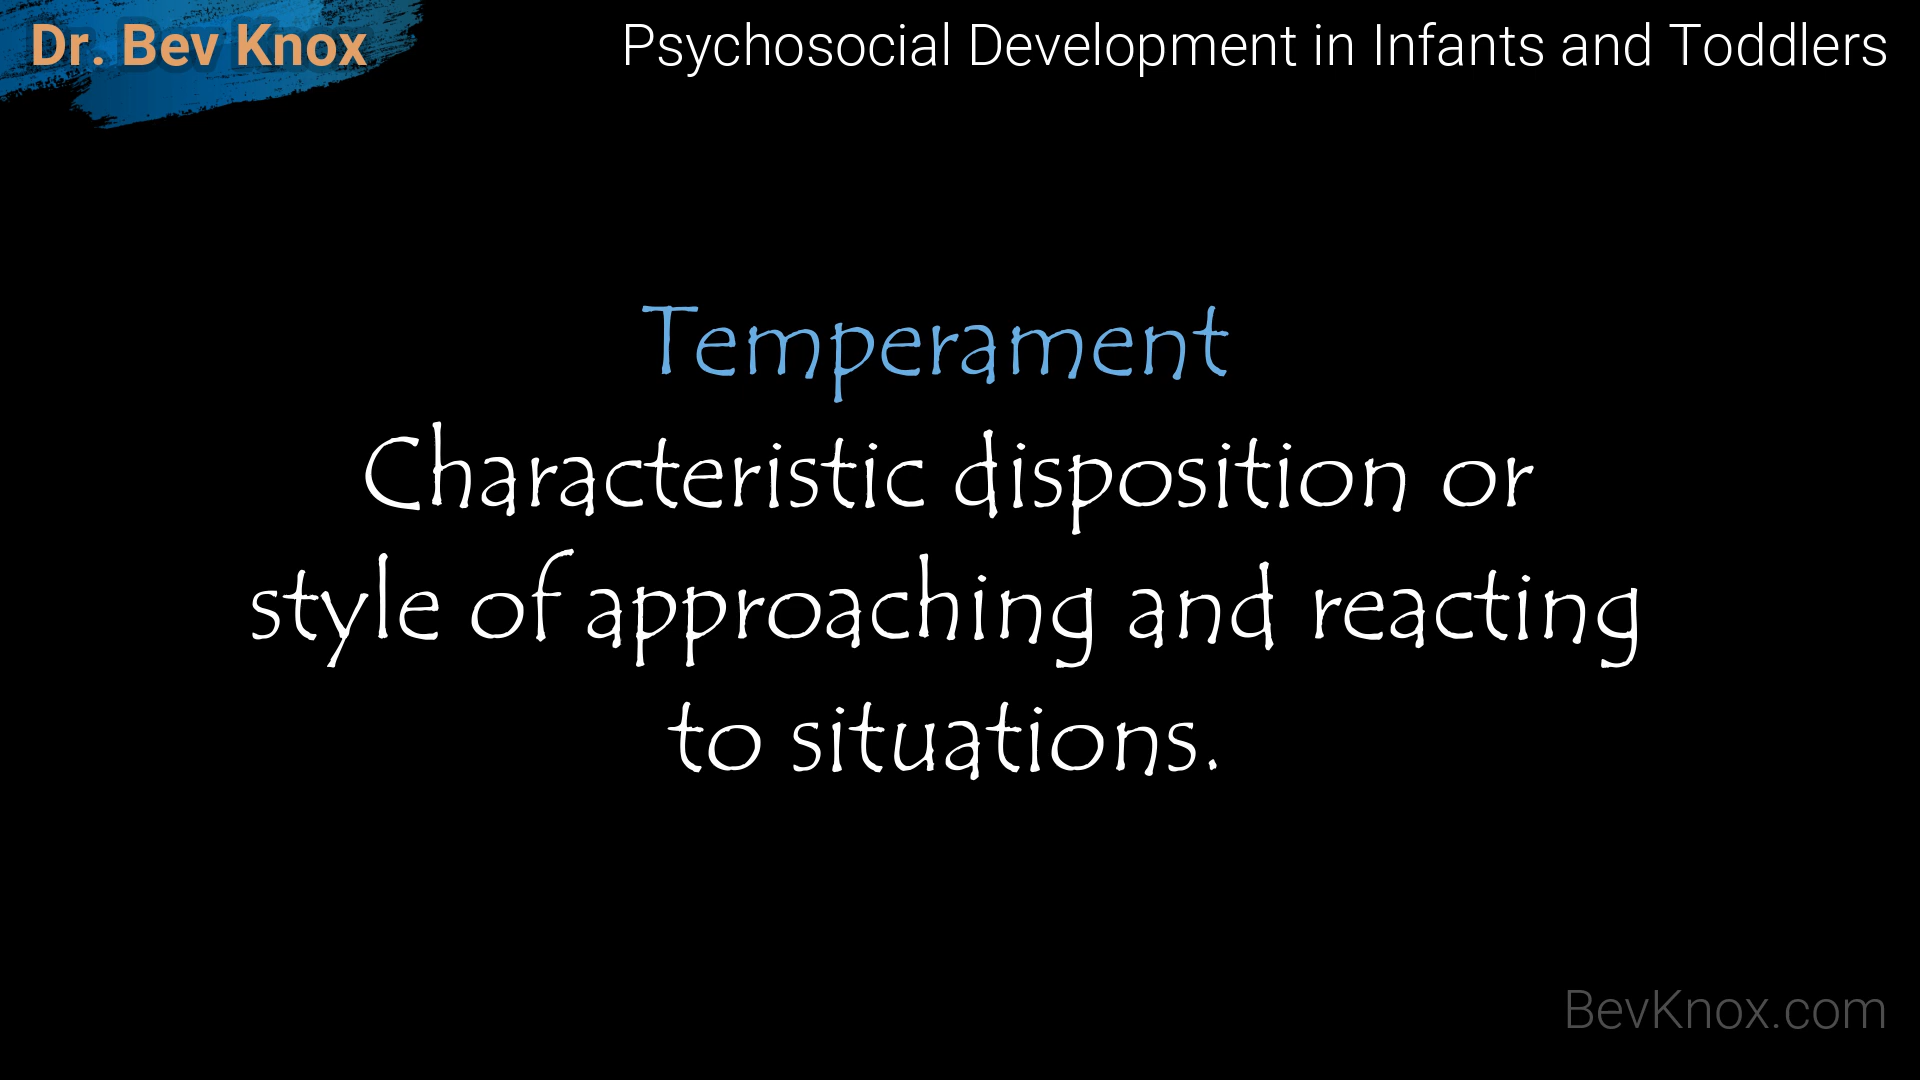 Dr. Bev Knox
Psychosocial Development in Infants and Toddlers
Temperament
Characteristic disposition or
style of approaching and reacting
to situations.
BevKnox.com